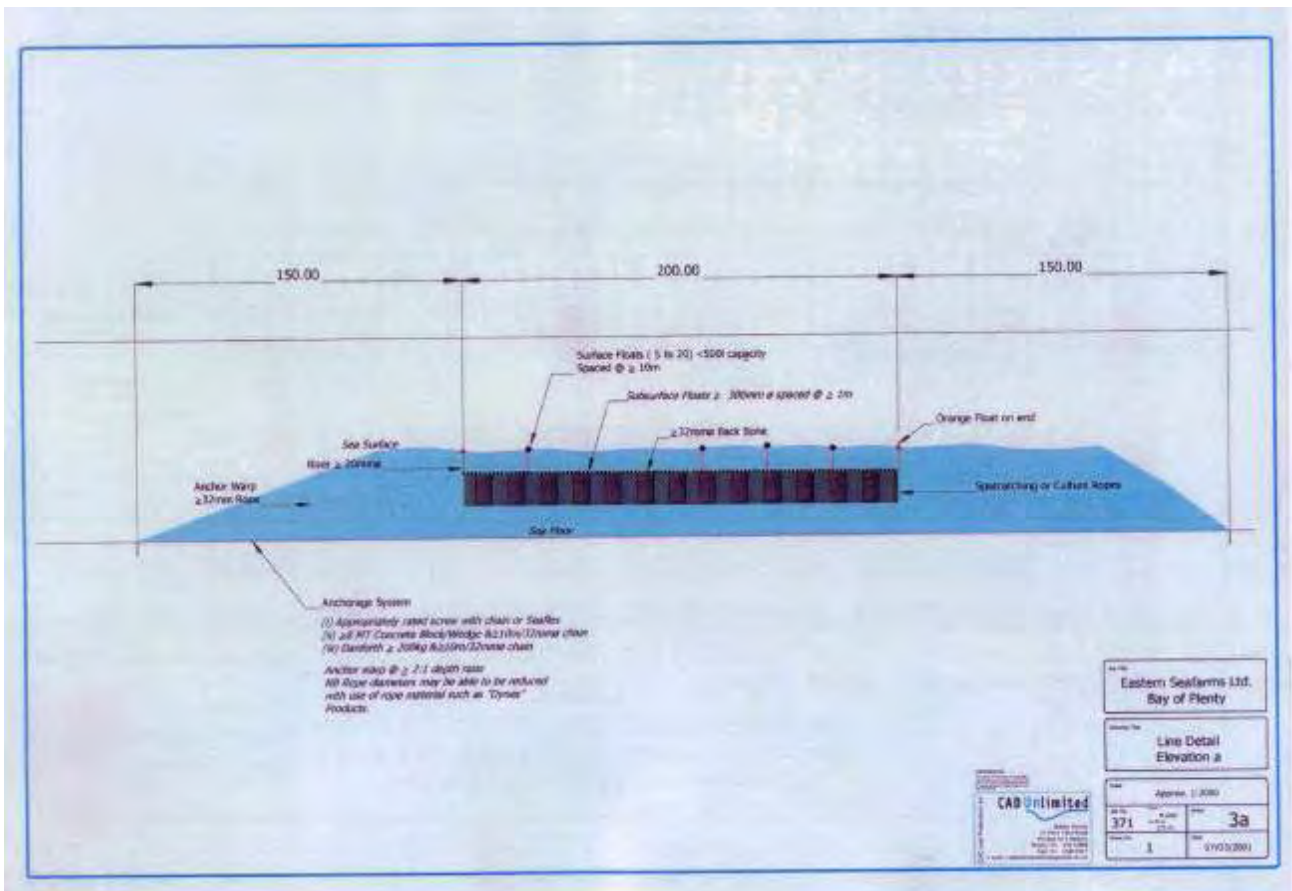 150.00
200.00
150.00
Surface Floats ( 5 to 20) <500l capacity
Spaced @ ≥ 10m
Subsurface Floats ≥ 300mm ø spaced @ ≥ 1m
≥32mmø Back Bone
Orange Float on end
Sea Surface
Riser ≥ 20mmø
Anchor Warp
≥32mm Rope
Spatcatching or Culture Ropes
Sea Floor
Anchorage System
(i) Appropriately rated screw with chain or Seaflex
(ii) ≥8 MT Concrete Block/Wedge &≥10m/32mmø chain
(iii) Danforth ≥ 200kg &≥10m/32mmø chain
Anchor warp @ ≥ 2:1 depth ratio
NB Rope diameters may be able to be reduced
with use of rope material such as "Dynex"
Products.
Eastern Seafarms Ltd.
Bay of Plenty
Line Detail
Elevation a
Approx. 1:2000
CAD Unlimited
371
3a
1